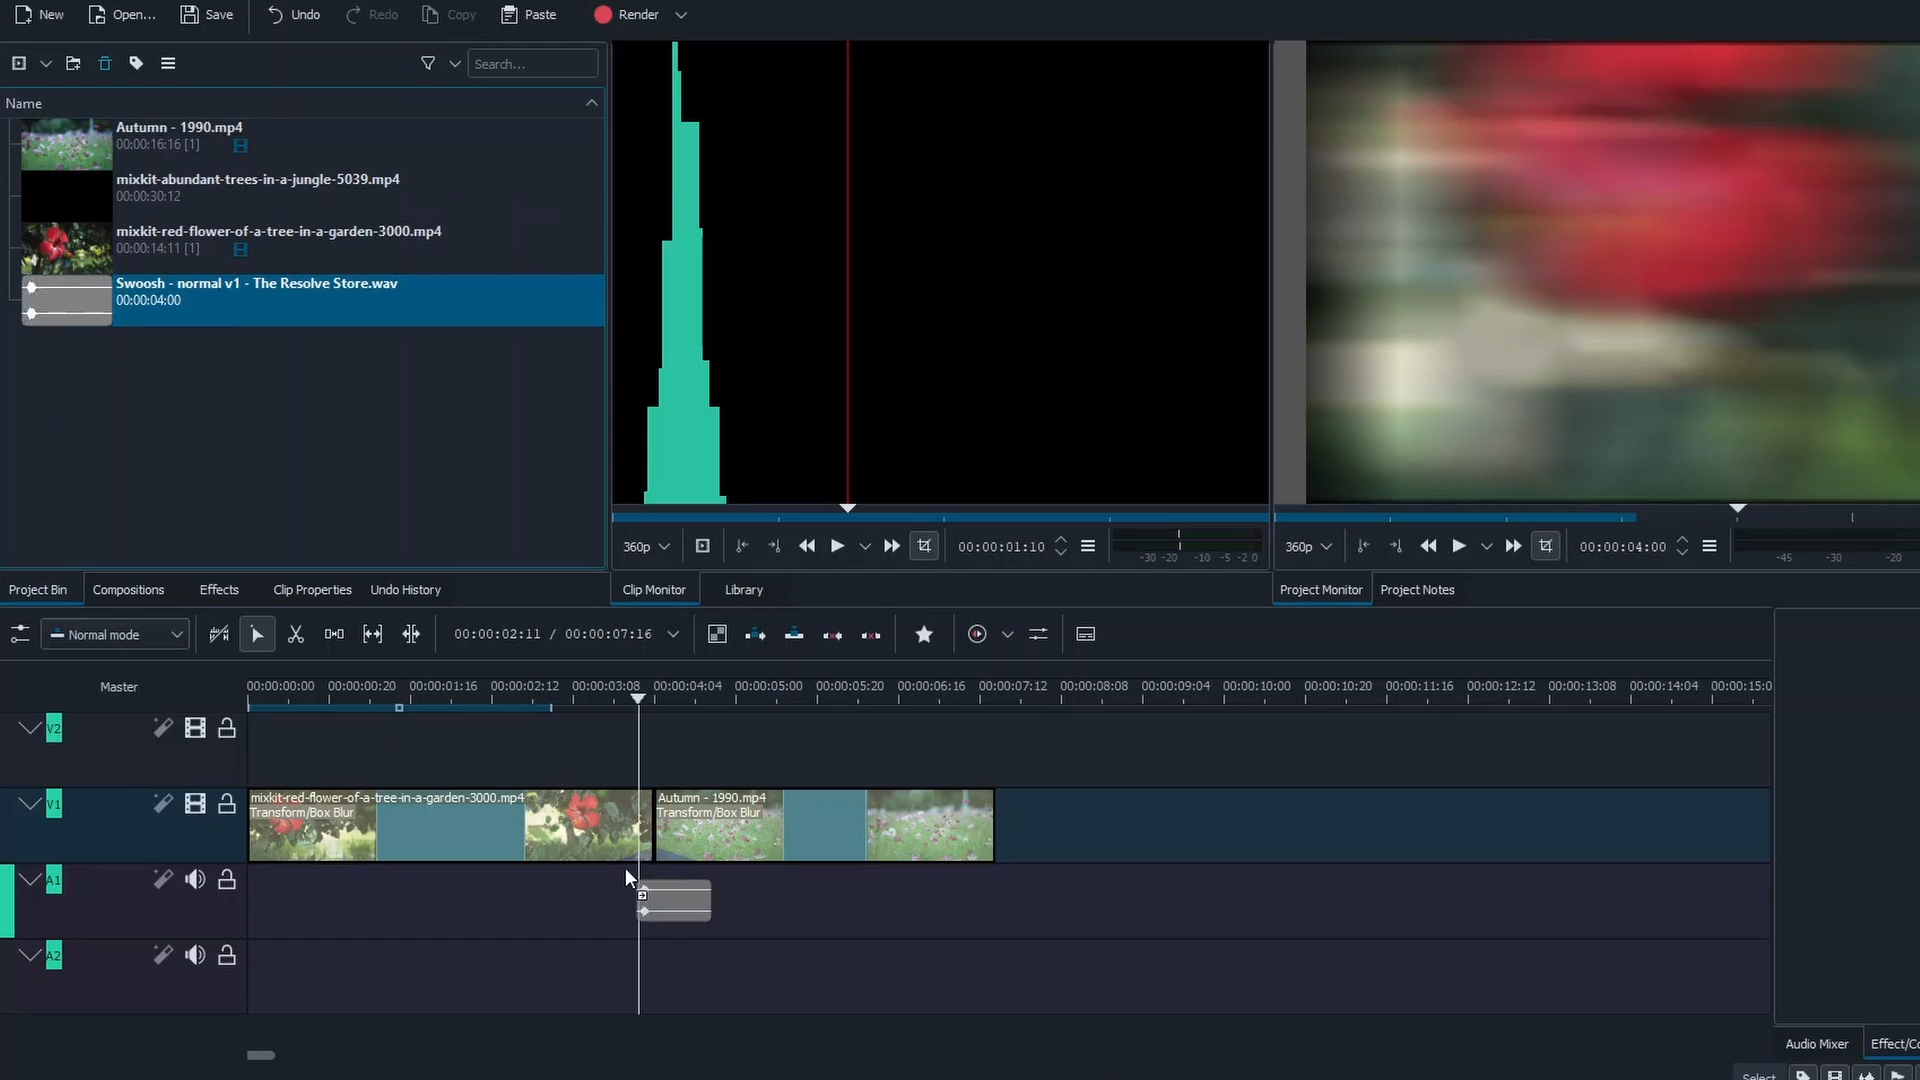 New Open... Save Undo Redo Copy Paste Render
Search...
Name
Autumn - 1990.mp4
00:00:16:16 [1]
mixkit-abundant-trees-in-a-jungle-5039.mp4
00:00:30:12
mixkit-red-flower-of-a-tree-in-a-garden-3000.mp4
00:00:14:11 [1]
Swoosh - normal v1 - The Resolve Store.wav
00:00:04:00
360p 00:00:01:10 -30 -20 -10 -5 -2 0
360p 00:00:04:00 -45 -30 -20
Project Bin Compositions Effects Clip Properties Undo History
Clip Monitor Library
Project Monitor Project Notes
Normal mode 00:00:02:11 / 00:00:07:16
Master
00:00:00:00 00:00:00:20 00:00:01:16 00:00:02:12 00:00:03:08 00:00:04:04 00:00:05:00 00:00:05:20 00:00:06:16 00:00:07:12 00:00:08:08 00:00:09:04 00:00:10:00 00:00:10:20 00:00:11:16 00:00:12:12 00:00:13:08 00:00:14:04 00:00:15:0
V2
V1
mixkit-red-flower-of-a-tree-in-a-garden-3000.mp4
Transform/Box Blur
Autumn - 1990.mp4
Transform/Box Blur
A1
A2
Audio Mixer Effect/Co
Select